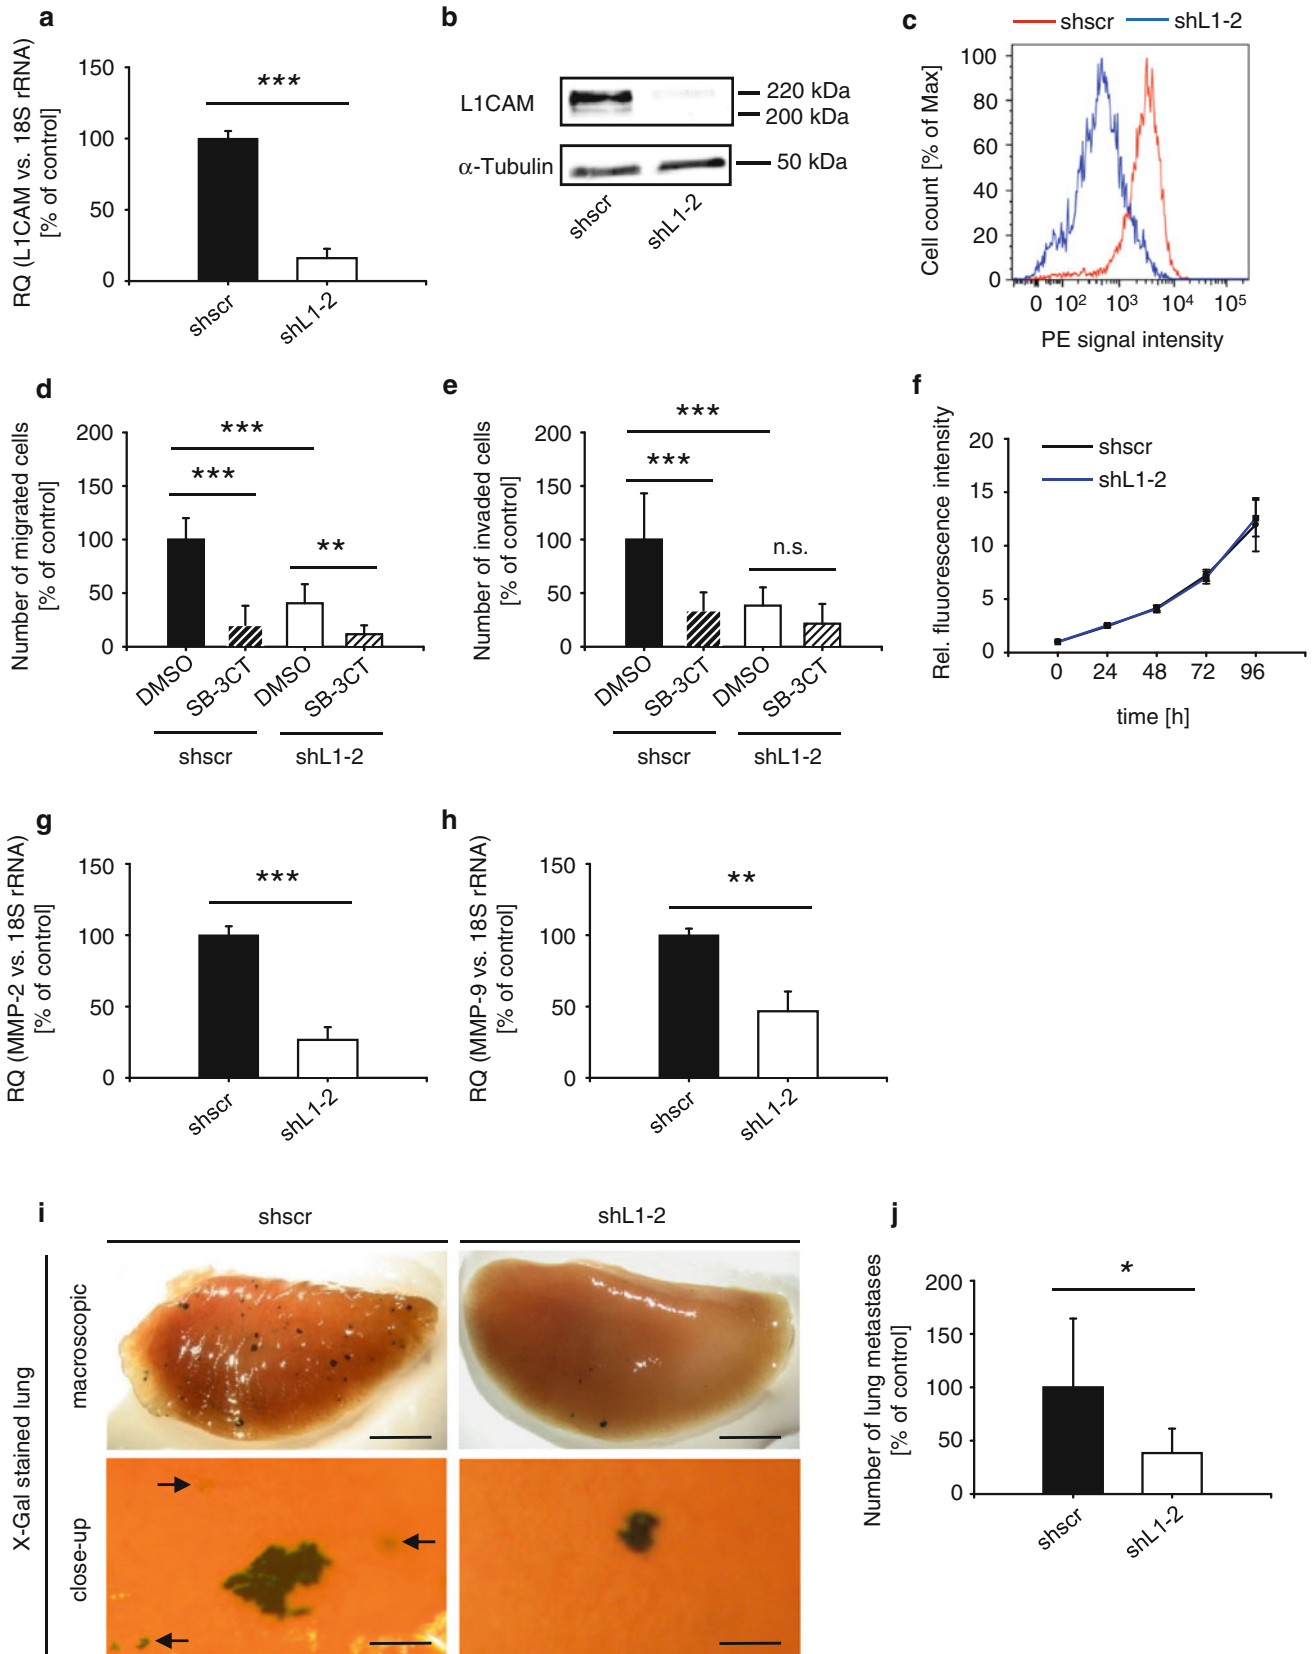 a
RQ (L1CAM vs. 18S rRNA)
[% of control]
150
100
50
0
***
shscr
shL1-2
b
L1CAM
220 kDa
200 kDa
α-Tubulin
50 kDa
shscr
shL1-2
c
shscr
shL1-2
Cell count [% of Max]
100
80
60
40
20
0
0 10² 10³ 10⁴ 10⁵
PE signal intensity
d
Number of migrated cells
[% of control]
200
150
100
50
0
***
***
**
DMSO
SB-3CT
DMSO
SB-3CT
shscr
shL1-2
e
Number of invaded cells
[% of control]
200
150
100
50
0
***
***
n.s.
DMSO
SB-3CT
DMSO
SB-3CT
shscr
shL1-2
f
Rel. fluuorescence intensity
20
15
10
5
0
shscr
shL1-2
0 24 48 72 96
time [h]
g
RQ (MMP-2 vs. 18S rRNA)
[% of control]
150
100
50
0
***
shscr
shL1-2
h
RQ (MMP-9 vs. 18S rRNA)
[% of control]
150
100
50
0
**
shscr
shL1-2
i
shscr
shL1-2
X-Gal stained lung
macroscopic
close-up
j
Number of lung metastases
[% of control]
200
150
100
50
0
*
shscr
shL1-2